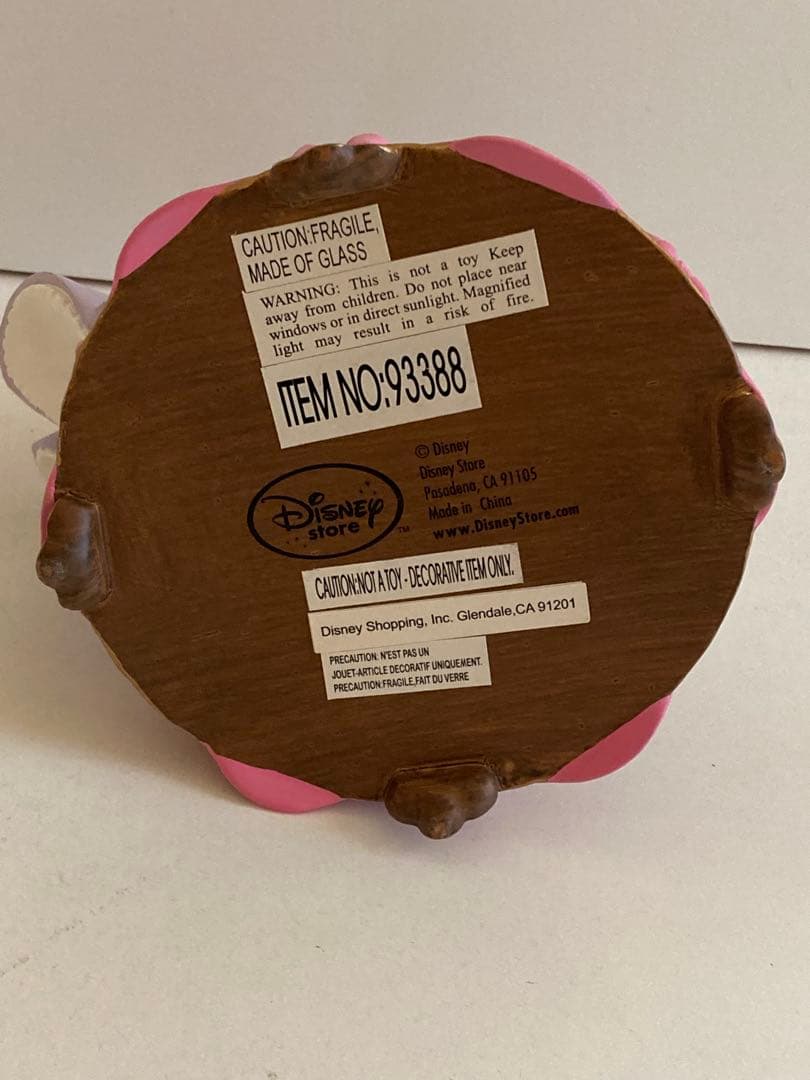 CAUTION:FRAGILE,
MADE OF GLASS
WARNING: This is not a toy Keep
away from children. Do not place near
windows or in direct sunlight. Magnified
light may result in a risk of fire.
ITEM NO:93388
© Disney
Disney Store
Pasadena, CA 91105
Made in China
www.DisneyStore.com
Disney
store ™
CAUTION:NOT A TOY - DECORATIVE ITEM ONLY.
Disney Shopping, Inc. Glendale,CA 91201
PRECAUTION: N'EST PAS UN
JOUET-ARTICLE DECORATIF UNIQUEMENT.
PRECAUTION:FRAGILE,FAIT DU VERRE